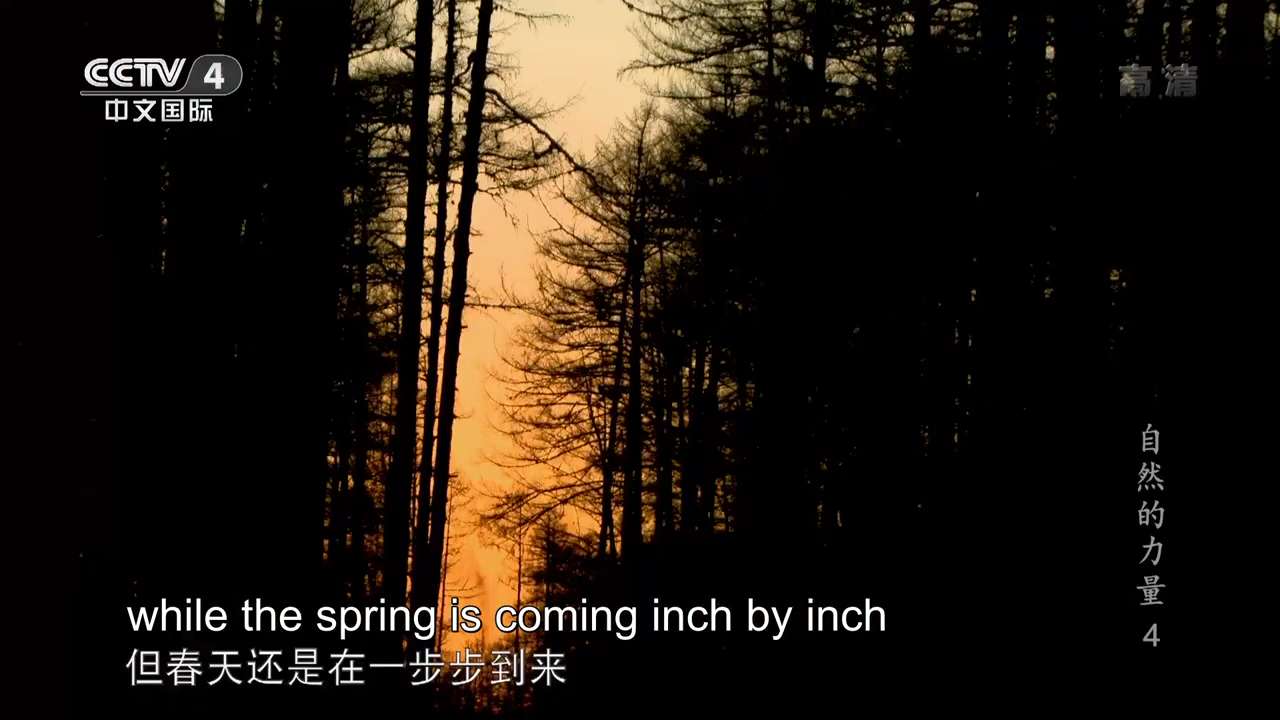 CCTV 4
中文国际
高清
自然的力量 4
while the spring is coming inch by inch
但春天还是在一步步到来